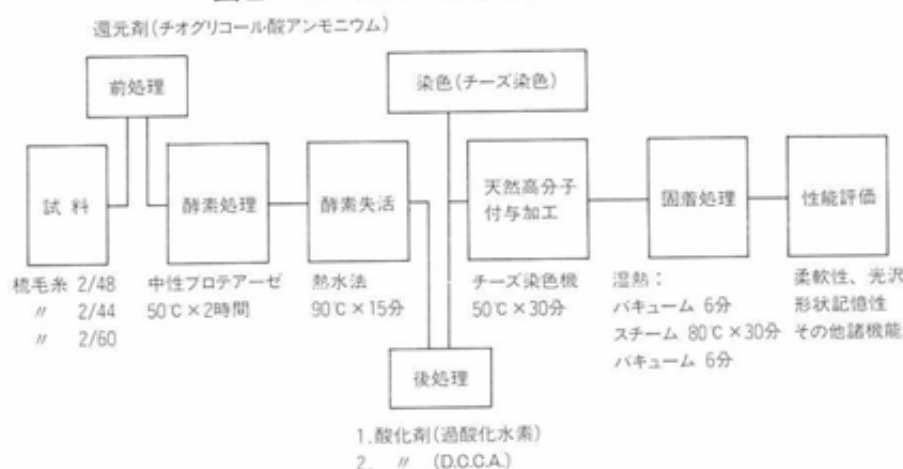 還元剤(チオグリコール酸アンモニウム)
前処理
染色(チーズ染色)
試料
酵素処理
酵素失活
天然高分子
付与加工
固着処理
性能評価
梳毛糸 2/48
〃 2/44
〃 2/60
中性プロテアーゼ
50℃×2時間
熱水法
90℃×15分
チーズ染色機
50℃×30分
湿熱:
バキューム 6分
スチーム 80℃×30分
バキューム 6分
柔軟性、光沢
形状記憶性
その他諸機能
後処理
1.酸化剤(過酸化水素)
2. 〃 (D.C.C.A.)